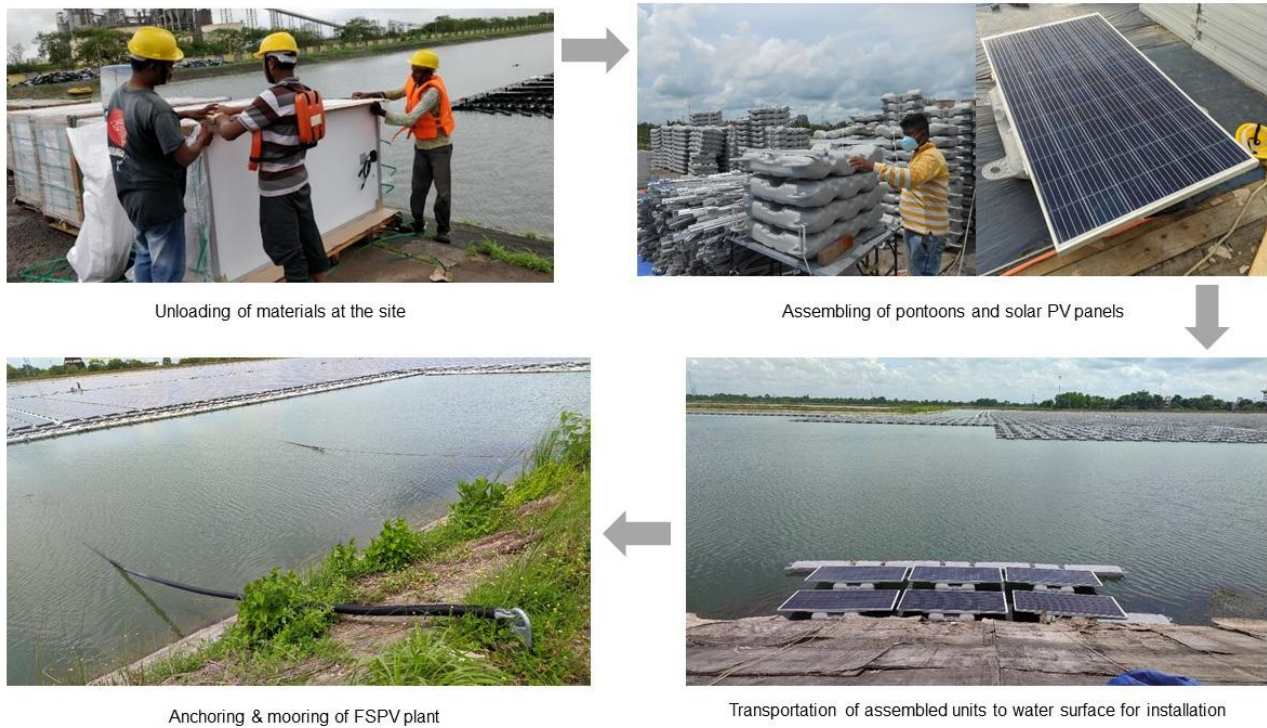 Unloading of materials at the site
Assembling of pontoons and solar PV panels
Anchoring & mooring of FSPV plant
Transportation of assembled units to water surface for installation